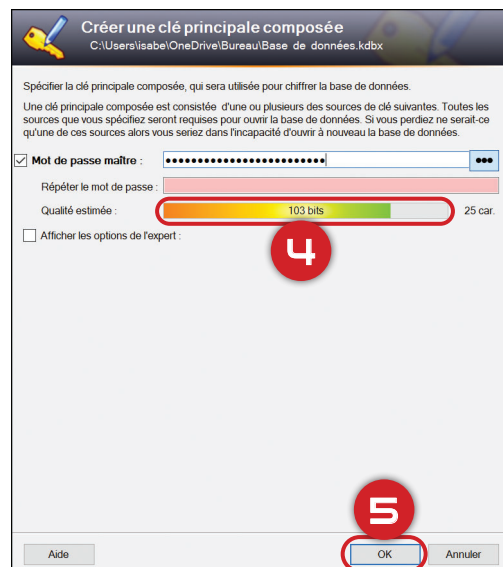 Créer une clé principale composée
C:\Users\isabe\OneDrive\Bureau\Base de données.kdbx
Spécifier la clé principale composée, qui sera utilisée pour chiffrer la base de données.
Une clé principale composée est consistée d'une ou plusieurs des sources de clé suivantes. Toutes les
sources que vous spécifiez seront requises pour ouvrir la base de données. Si vous perdiez ne serait-ce
qu'une de ces sources alors vous seriez dans l'incapacité d'ouvrir à nouveau la base de données.
Mot de passe maître : •••••••••••••••••••••••••
Répéter le mot de passe :
Qualité estimée : 103 bits 25 car.
Afficher les options de l'expert :
4
5
Aide OK Annuler